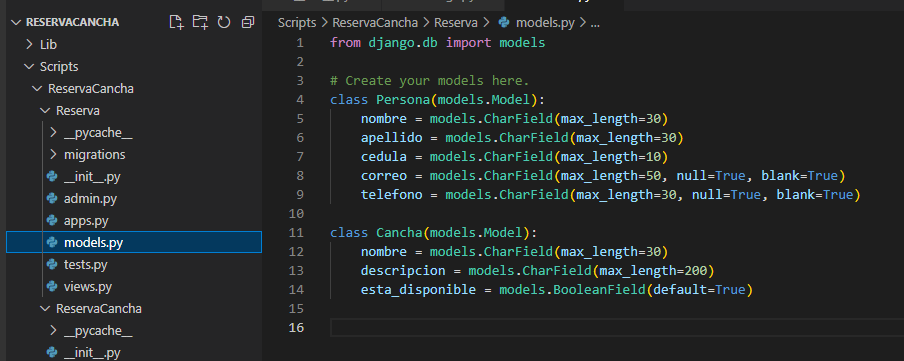 RESERVACANCHA
Lib
Scripts
ReservaCancha
Reserva
__pycache__
migrations
__init__.py
admin.py
apps.py
models.py
tests.py
views.py
ReservaCancha
__pycache__
__init__.py
Scripts > ReservaCancha > Reserva > models.py > ...
1 from django.db import models
2
3 # Create your models here.
4 class Persona(models.Model):
5     nombre = models.CharField(max_length=30)
6     apellido = models.CharField(max_length=30)
7     cedula = models.CharField(max_length=10)
8     correo = models.CharField(max_length=50, null=True, blank=True)
9     telefono = models.CharField(max_length=30, null=True, blank=True)
10
11 class Cancha(models.Model):
12     nombre = models.CharField(max_length=30)
13     descripcion = models.CharField(max_length=200)
14     esta_disponible = models.BooleanField(default=True)
15
16